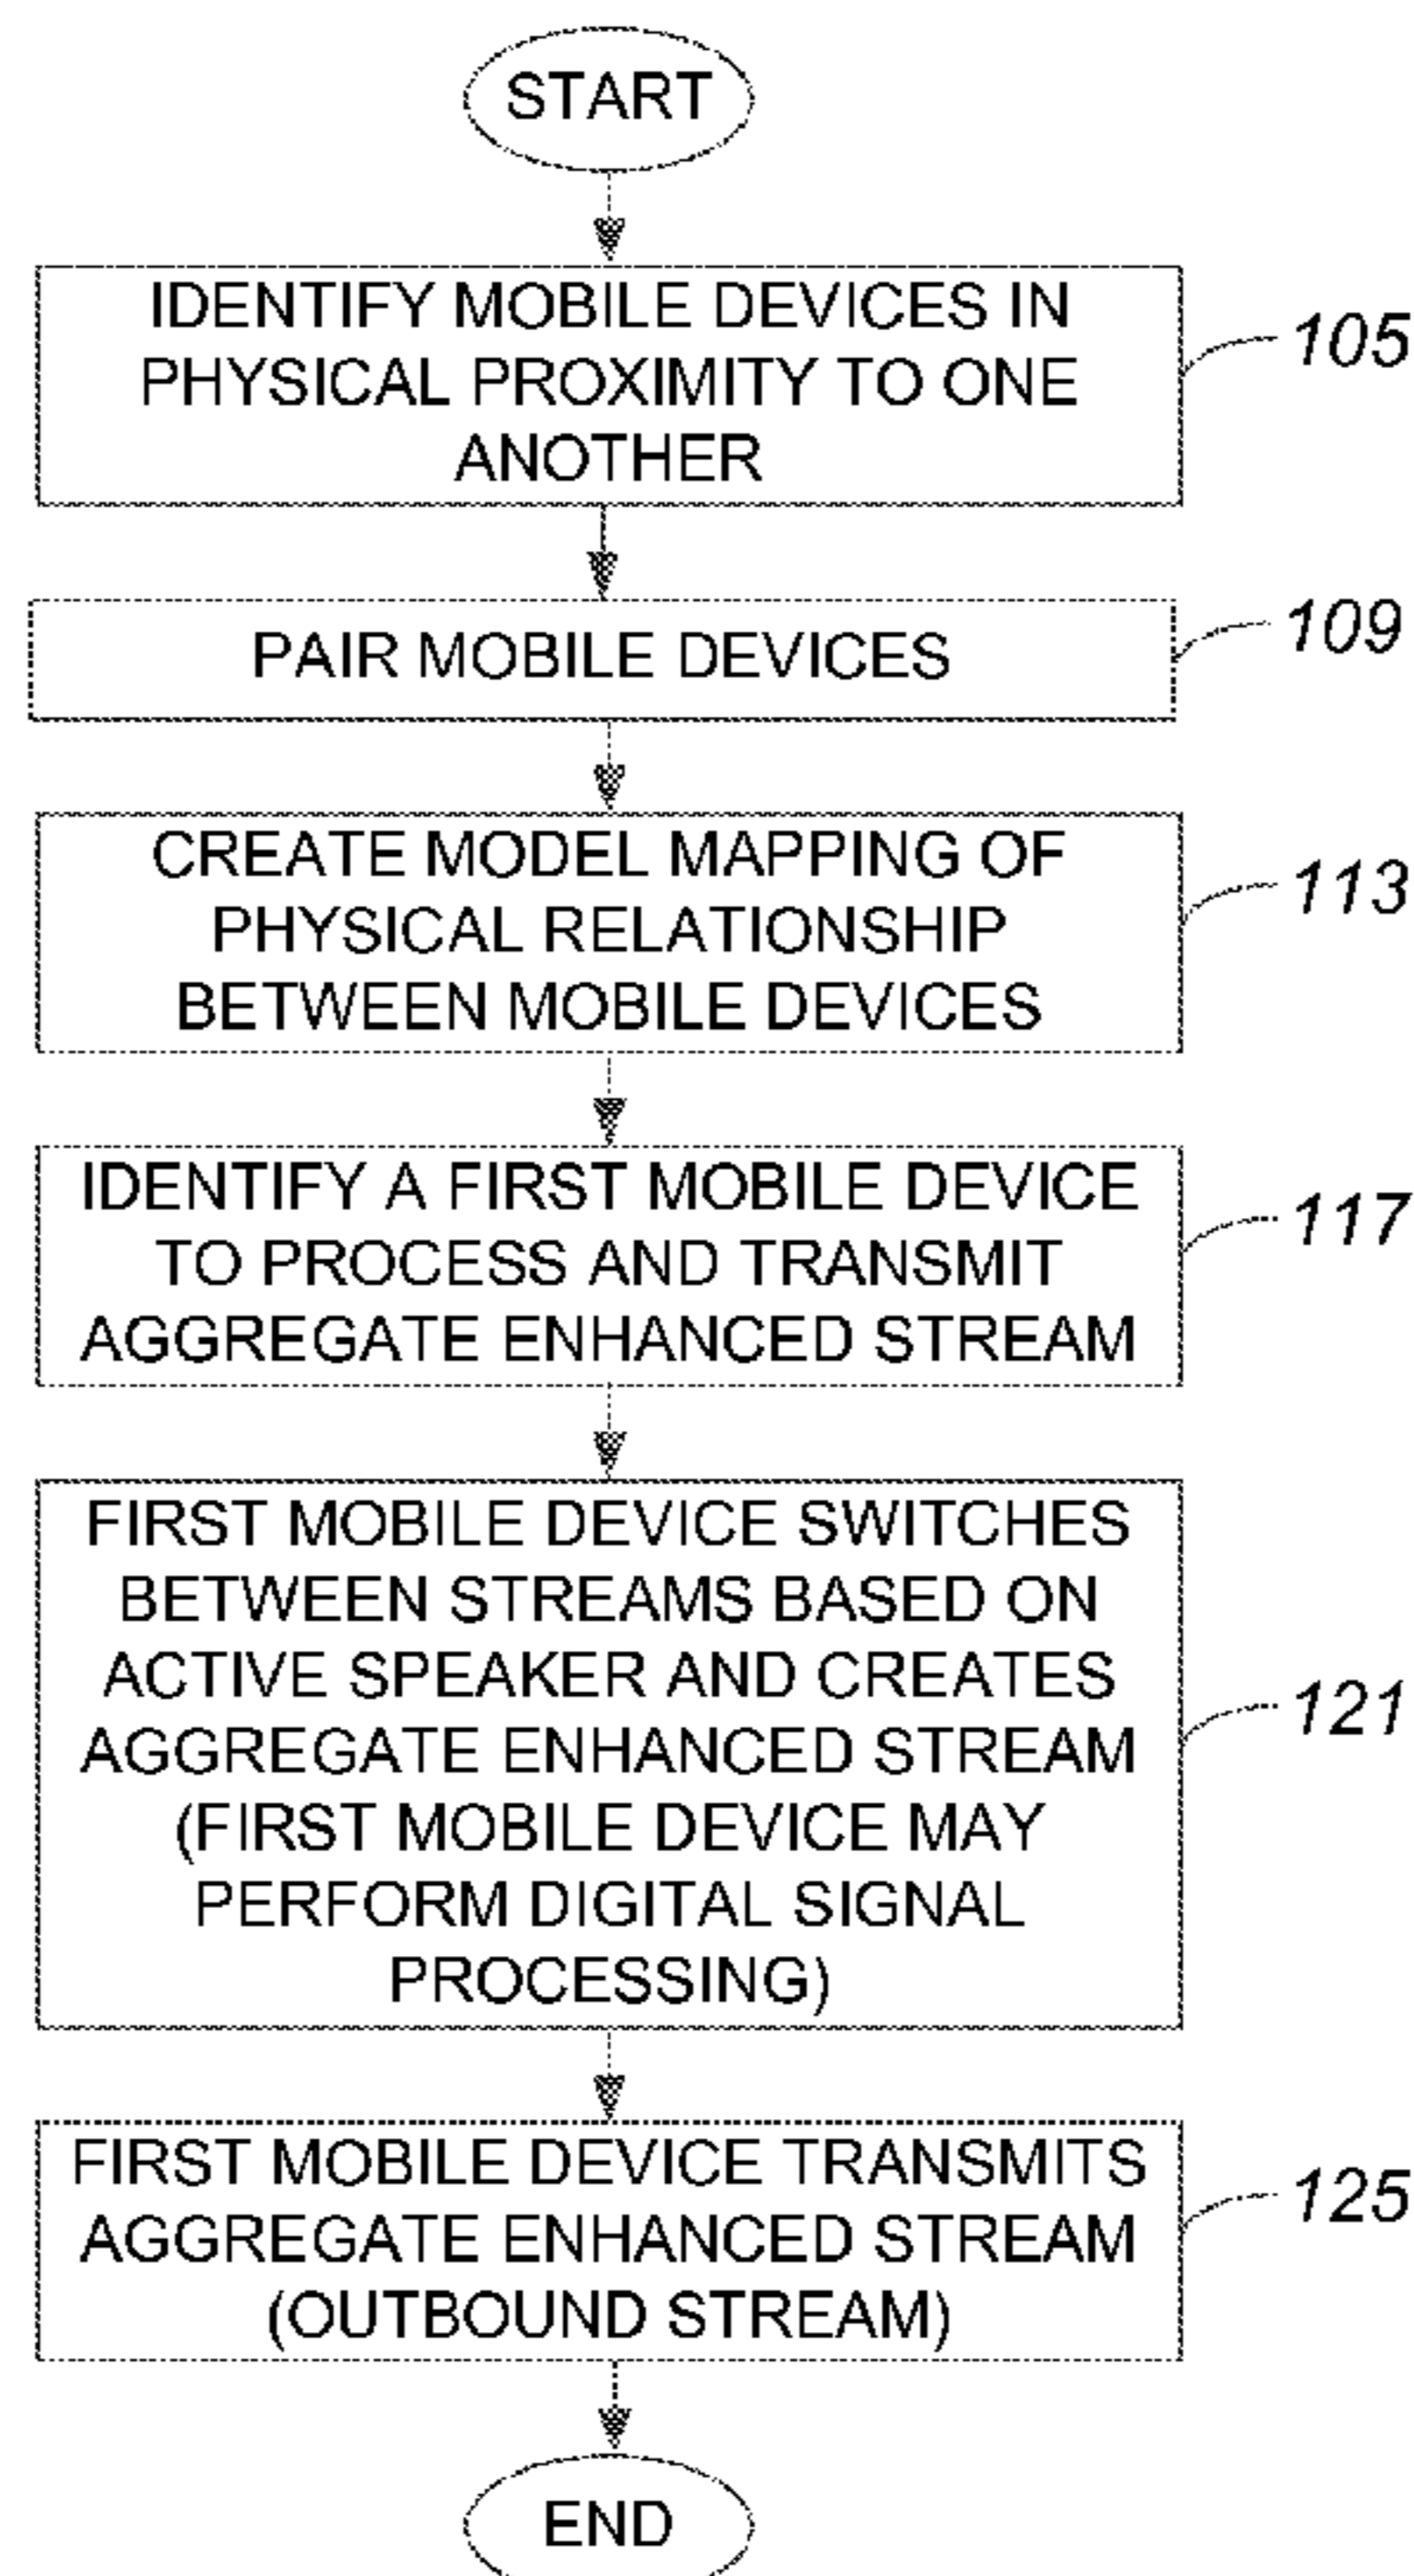 START
IDENTIFY MOBILE DEVICES IN
PHYSICAL PROXIMITY TO ONE
ANOTHER
105
PAIR MOBILE DEVICES
109
CREATE MODEL MAPPING OF
PHYSICAL RELATIONSHIP
BETWEEN MOBILE DEVICES
113
IDENTIFY A FIRST MOBILE DEVICE
TO PROCESS AND TRANSMIT
AGGREGATE ENHANCED STREAM
117
FIRST MOBILE DEVICE SWITCHES
BETWEEN STREAMS BASED ON
ACTIVE SPEAKER AND CREATES
AGGREGATE ENHANCED STREAM
(FIRST MOBILE DEVICE MAY
PERFORM DIGITAL SIGNAL
PROCESSING)
121
FIRST MOBILE DEVICE TRANSMITS
AGGREGATE ENHANCED STREAM
(OUTBOUND STREAM)
125
END